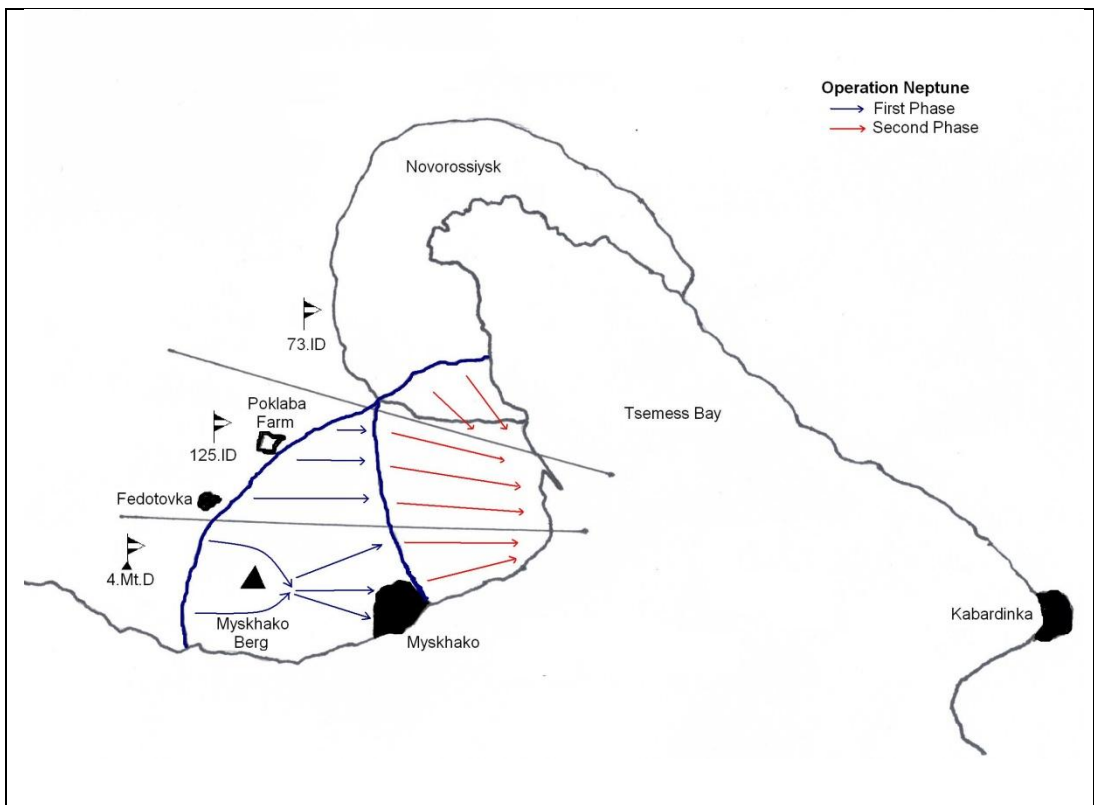 Operation Neptune
First Phase
Second Phase
Novorossiysk
73.ID
Poklaba
Farm
125.ID
Tsemess Bay
Fedotovka
4.Mt.D
Myskhako
Berg
Myskhako
Kabardinka